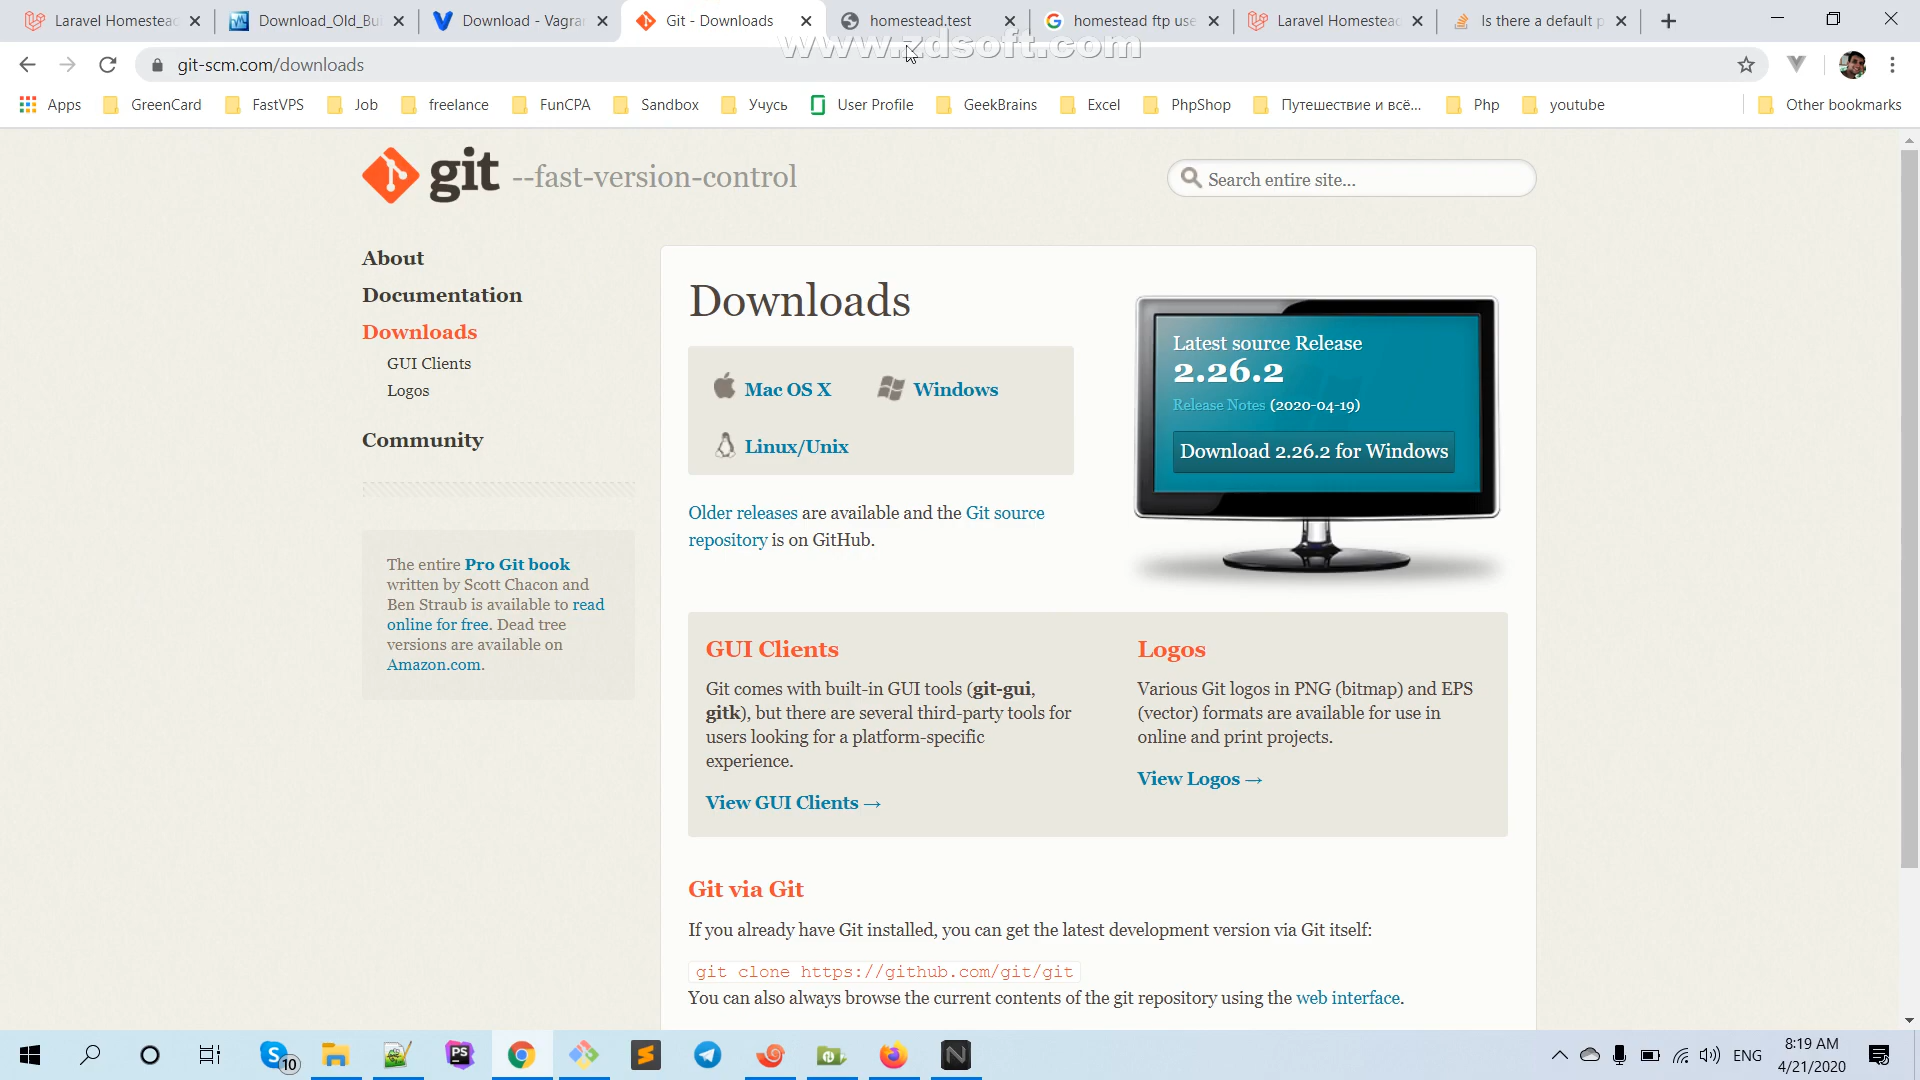 Laravel Homestead
Download_Old_Bui
Download - Vagran
Git - Downloads
homestead.test
homestead ftp use
Laravel Homestead
Is there a default p
www.zdsoft.com
git-scm.com/downloads
Apps
GreenCard
FastVPS
Job
freelance
FunCPA
Sandbox
Учусь
User Profile
GeekBrains
Excel
PhpShop
Путешествие и всё...
Php
youtube
Other bookmarks
git --fast-version-control
Search entire site...
About
Documentation
Downloads
GUI Clients
Logos
Community
The entire Pro Git book
written by Scott Chacon and
Ben Straub is available to read
online for free. Dead tree
versions are available on
Amazon.com.
Downloads
Mac OS X
Windows
Linux/Unix
Older releases are available and the Git source
repository is on GitHub.
Latest source Release
2.26.2
Release Notes (2020-04-19)
Download 2.26.2 for Windows
GUI Clients
Git comes with built-in GUI tools (git-gui,
gitk), but there are several third-party tools for
users looking for a platform-specific
experience.
View GUI Clients →
Logos
Various Git logos in PNG (bitmap) and EPS
(vector) formats are available for use in
online and print projects.
View Logos →
Git via Git
If you already have Git installed, you can get the latest development version via Git itself:
git clone https://github.com/git/git
You can also always browse the current contents of the git repository using the web interface.
10
PS
ENG
8:19 AM
4/21/2020